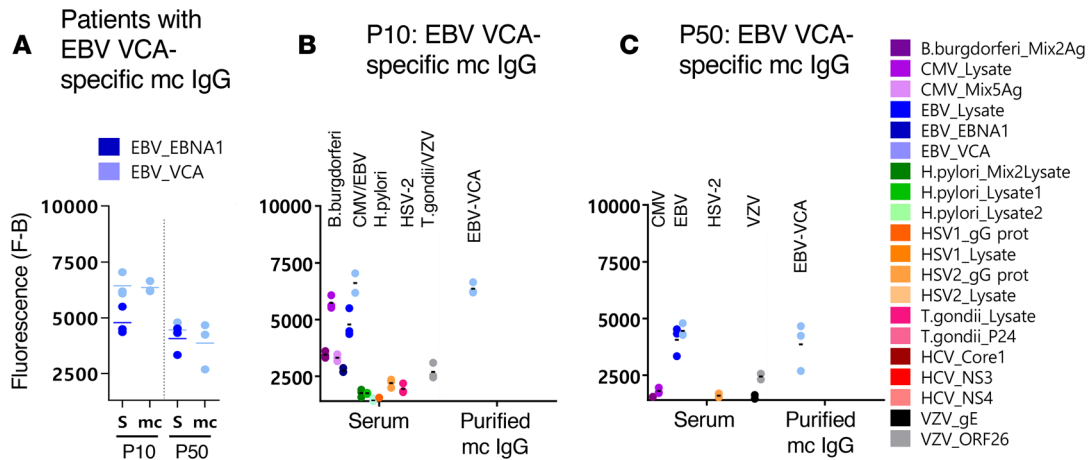 A
Patients with
EBV VCA-
specific mc IgG
EBV_EBNA1
EBV_VCA
Fluorescence (F-B)
10000
7500
5000
2500
S mc S mc
P10 P50
B
P10: EBV VCA-
specific mc IgG
B.burgdorferi
CMV/EBV
H.pylori
HSV-2
T.gondii/VZV
EBV-VCA
10000
7500
5000
2500
Serum
Purified
mc IgG
C
P50: EBV VCA-
specific mc IgG
CMV
EBV
HSV-2
VZV
EBV-VCA
10000
7500
5000
2500
Serum
Purified
mc IgG
B.burgdorferi_Mix2Ag
CMV_Lysate
CMV_Mix5Ag
EBV_Lysate
EBV_EBNA1
EBV_VCA
H.pylori_Mix2Lysate
H.pylori_Lysate1
H.pylori_Lysate2
HSV1_gG prot
HSV1_Lysate
HSV2_gG prot
HSV2_Lysate
T.gondii_Lysate
T.gondii_P24
HCV_Core1
HCV_NS3
HCV_NS4
VZV_gE
VZV_ORF26